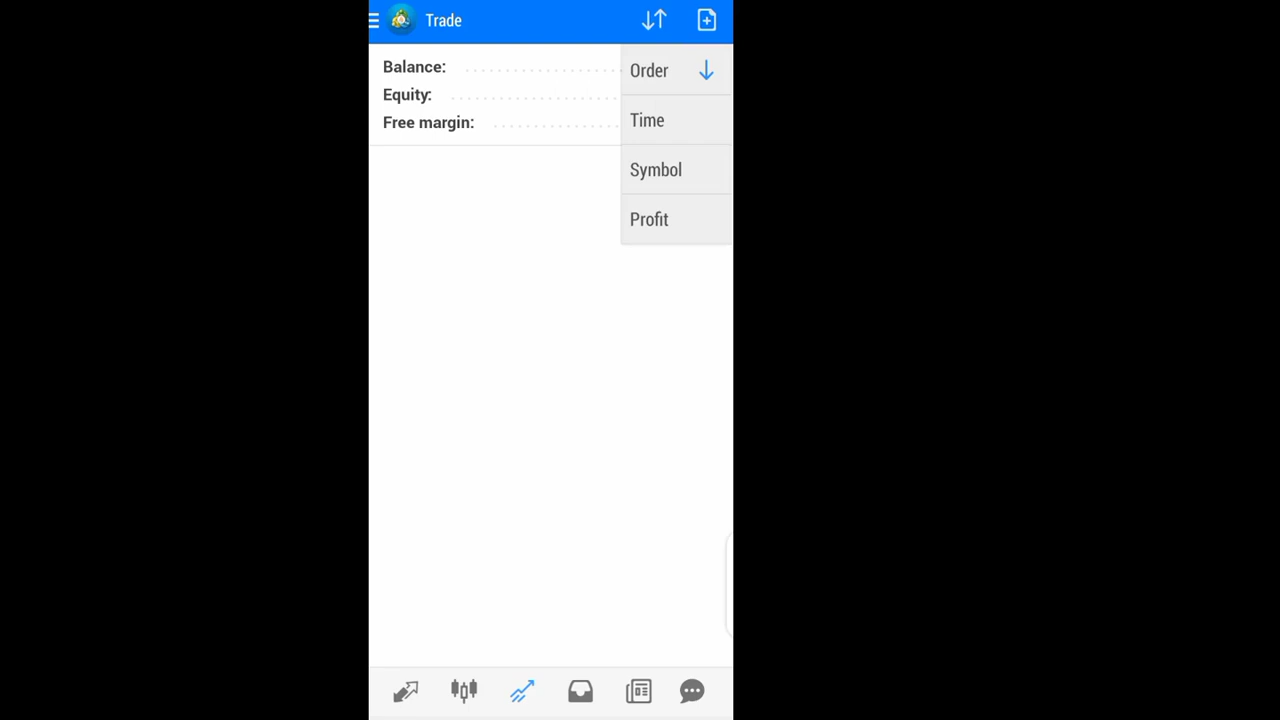 Trade
Balance:
Equity:
Free margin:
Order
Time
Symbol
Profit